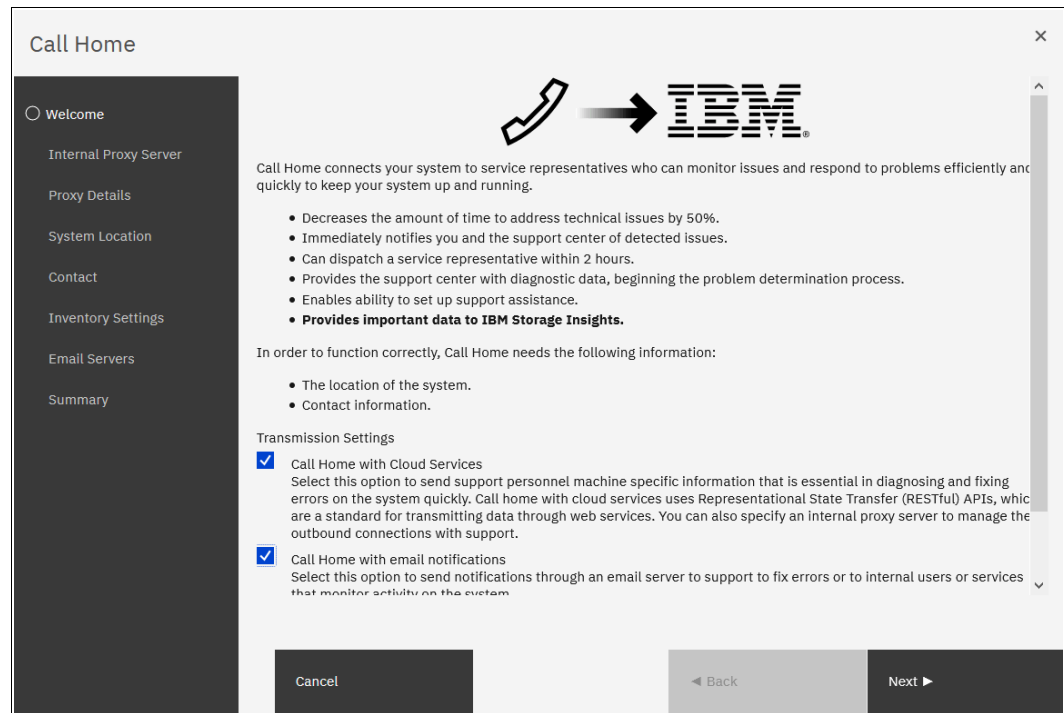 Call Home
Welcome
Internal Proxy Server
Proxy Details
System Location
Contact
Inventory Settings
Email Servers
Summary
IBM®
Call Home connects your system to service representatives who can monitor issues and respond to problems efficiently and
quickly to keep your system up and running.
• Decreases the amount of time to address technical issues by 50%.
• Immediately notifies you and the support center of detected issues.
• Can dispatch a service representative within 2 hours.
• Provides the support center with diagnostic data, beginning the problem determination process.
• Enables ability to set up support assistance.
• Provides important data to IBM Storage Insights.
In order to function correctly, Call Home needs the following information:
• The location of the system.
• Contact information.
Transmission Settings
Call Home with Cloud Services
Select this option to send support personnel machine specific information that is essential in diagnosing and fixing
errors on the system quickly. Call home with cloud services uses Representational State Transfer (RESTful) APIs, whic
are a standard for transmitting data through web services. You can also specify an internal proxy server to manage the
outbound connections with support.
Call Home with email notifications
Select this option to send notifications through an email server to support to fix errors or to internal users or services
that monitor activity on the system
Cancel
Back
Next